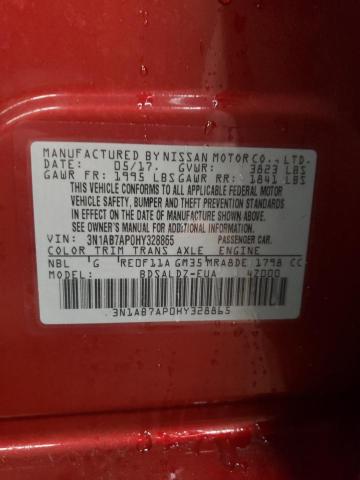 MANUFACTURED BY NISSAN MOTOR CO., LTD.
DATE: 05/17. GVWR: 3823 LBS
GAWR FR: 1995 LBS GAWR RR: 1841 LBS
THIS VEHICLE CONFORMS TO ALL APPLICABLE FEDERAL MOTOR
VEHICLE SAFETY, BUMPER AND THEFT PREVENTION STANDARDS
IN EFFECT ON THE DATE OF MANUFACTURE SHOWN ABOVE.
SEE OWNER'S MANUAL FOR ADDITIONAL INFORMATION.
VIN: 3N1AB7AP0HY328865 PASSENGER CAR.
COLOR TRIM TRANS AXLE ENGINE
NBL G RE0F11A GM35 MRA8DE 1798 CC
MODEL: BDSALDZ-EUA 4Z000
3N1AB7AP0HY328865